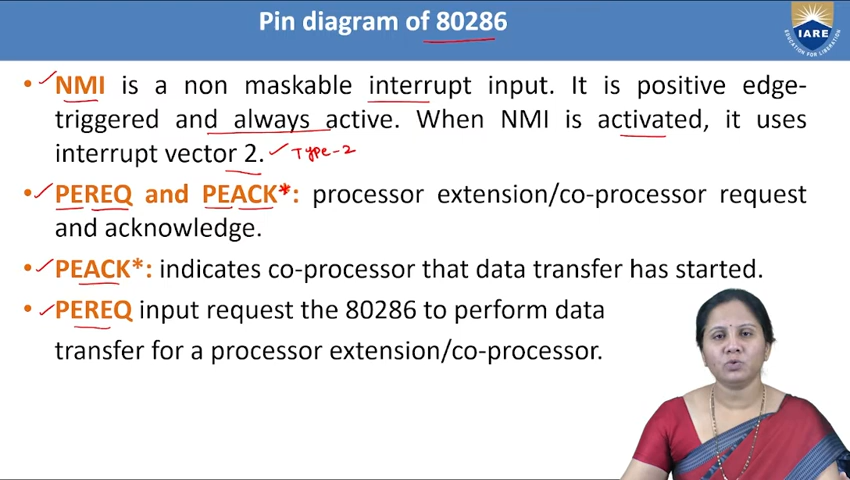 Pin diagram of 80286
IARE
EDUCATION FOR LIBERATION
• NMI is a non maskable interrupt input. It is positive edge-
triggered and always active. When NMI is activated, it uses
interrupt vector 2. Type-2
• PEREQ and PEACK*: processor extension/co-processor request
and acknowledge.
• PEACK*: indicates co-processor that data transfer has started.
• PEREQ input request the 80286 to perform data
transfer for a processor extension/co-processor.